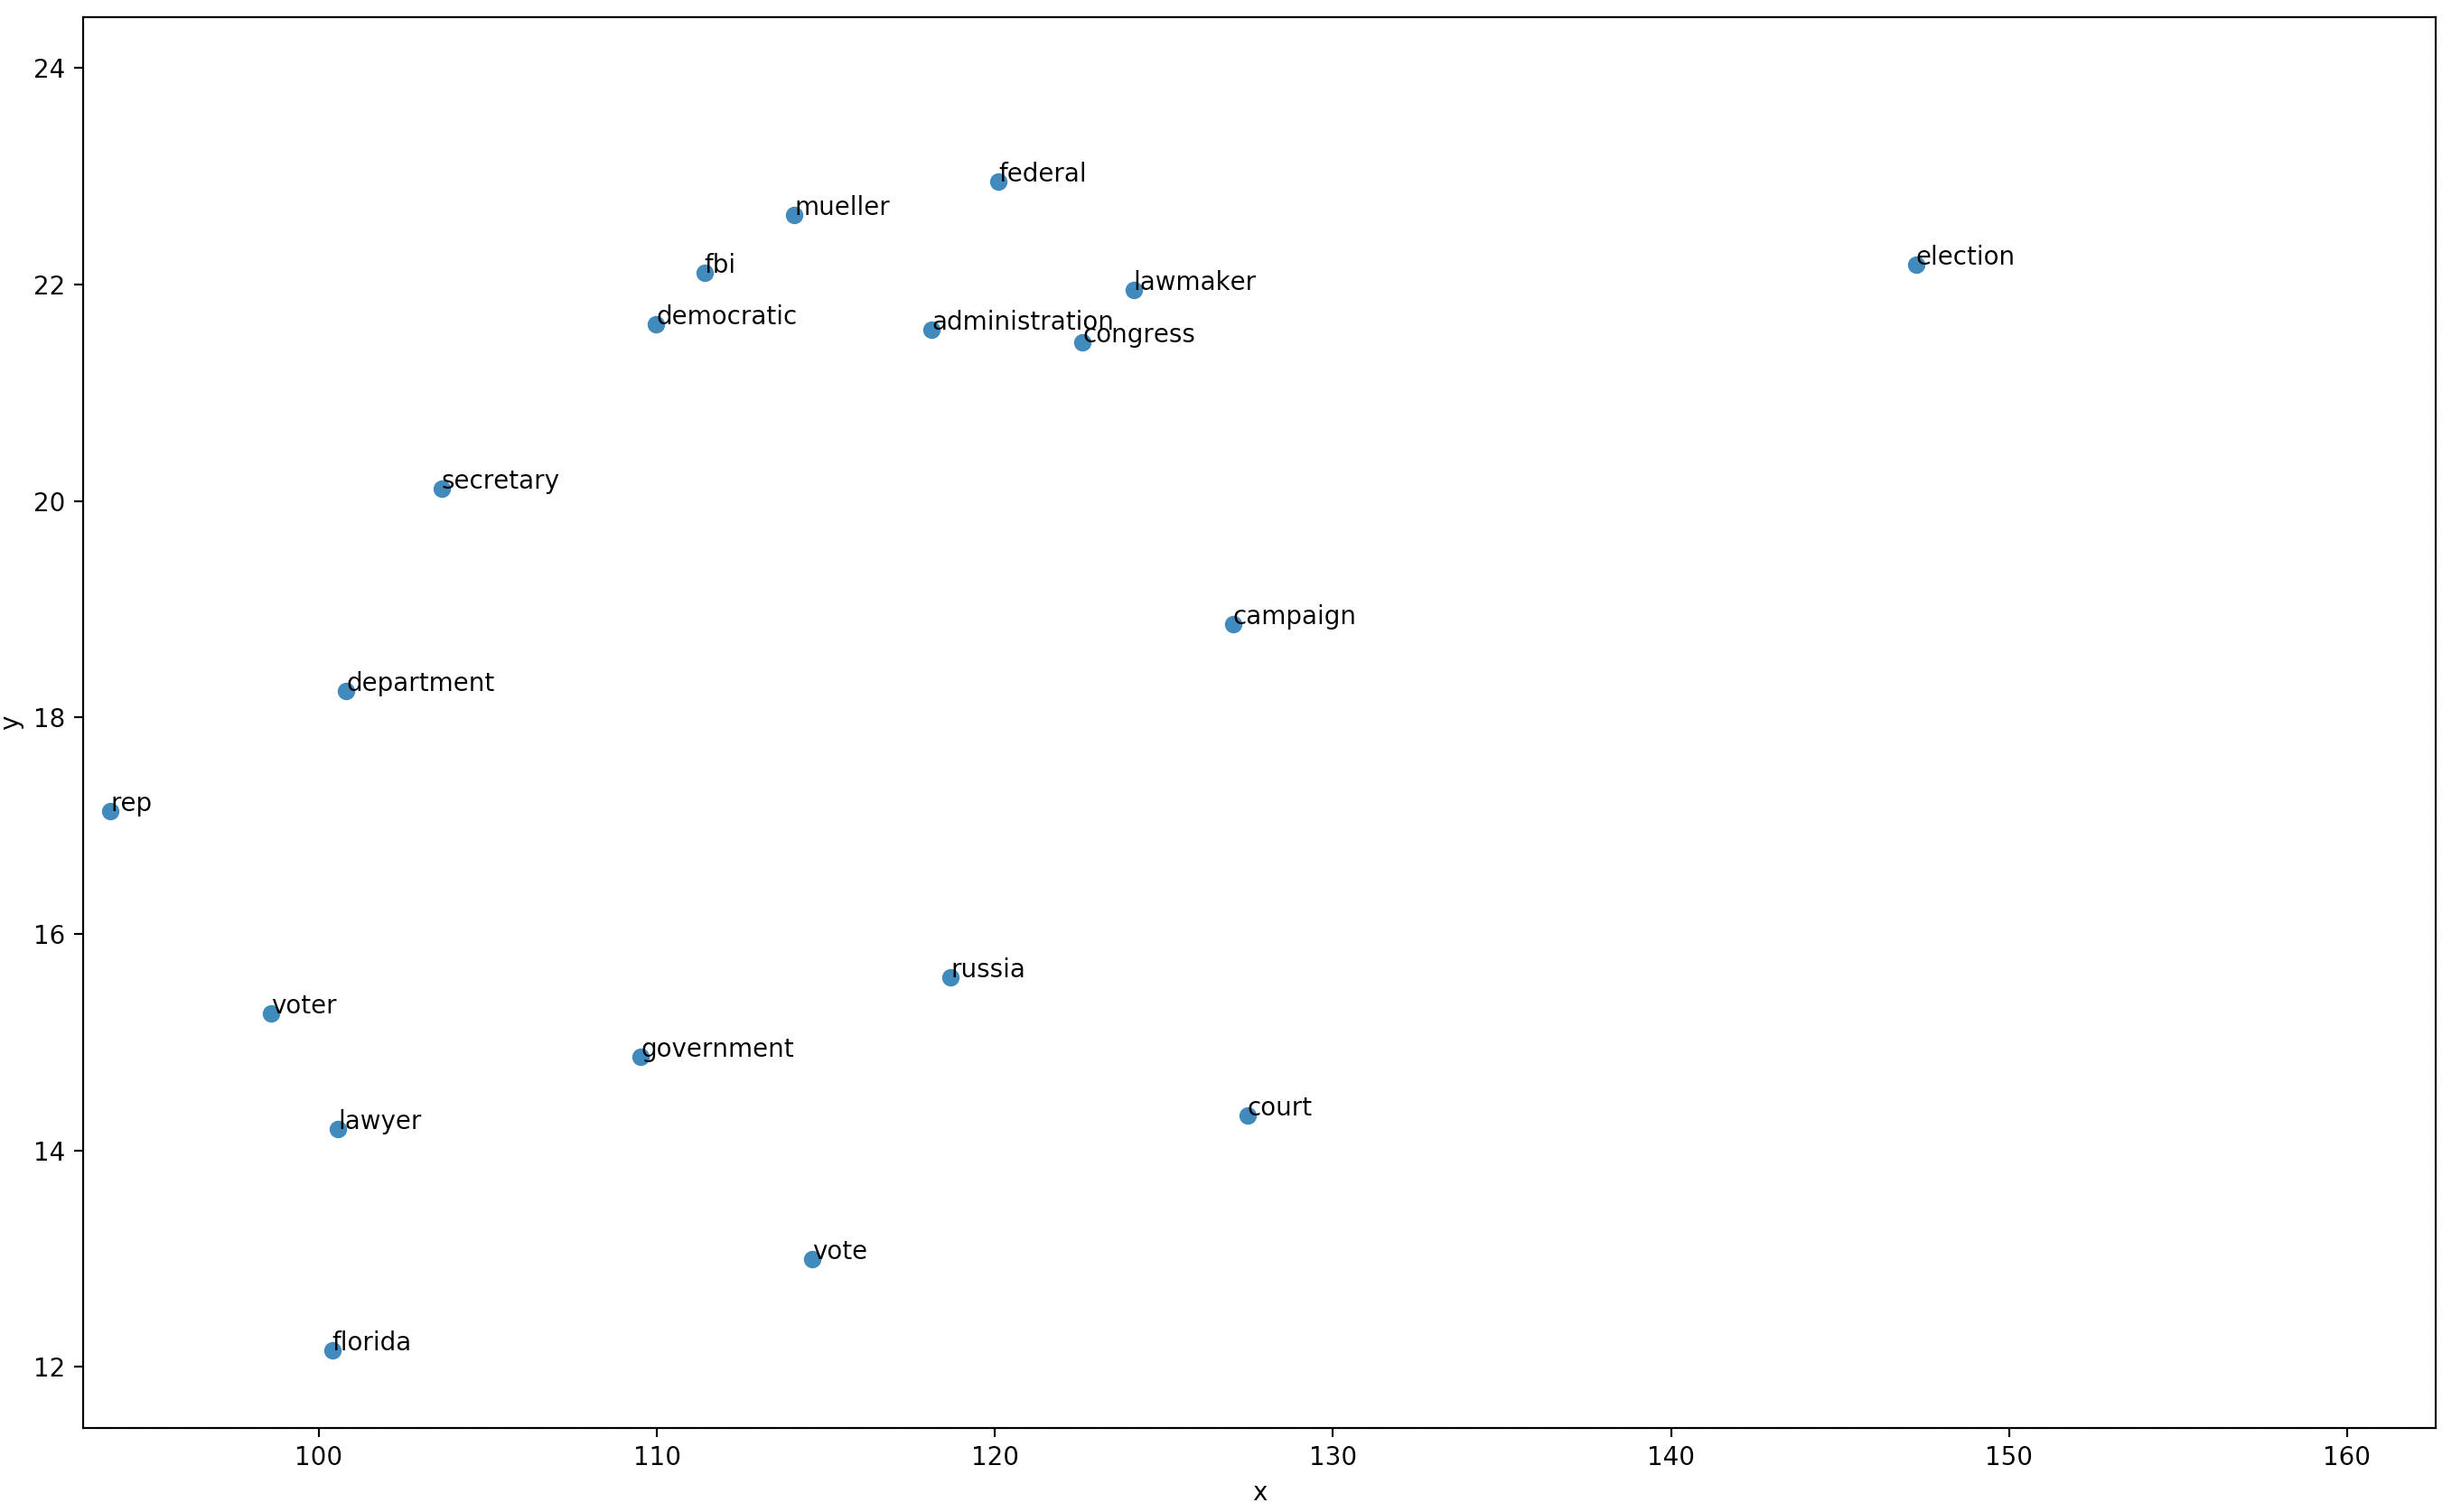 24
federal
mueller
election
fbi
lawmaker
22
democratic
administration
congress
secretary
20
campaign
department
18
y
rep
16
russia
voter
government
lawyer
court
14
vote
florida
12
100 110 120 130 140 150 160
x